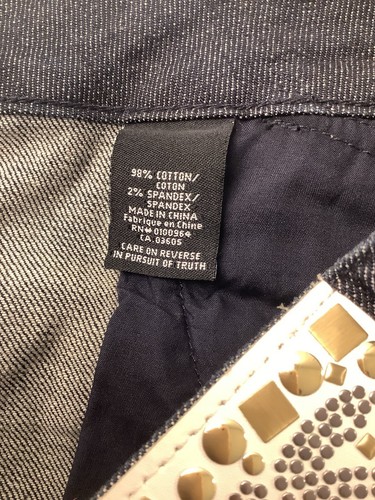 98% COTTON/
COTON
2% SPANDEX/
SPANDEX
MADE IN CHINA
Fabriqué en Chine
RN# 0100964
CA. 03605
CARE ON REVERSE
IN PURSUIT OF TRUTH